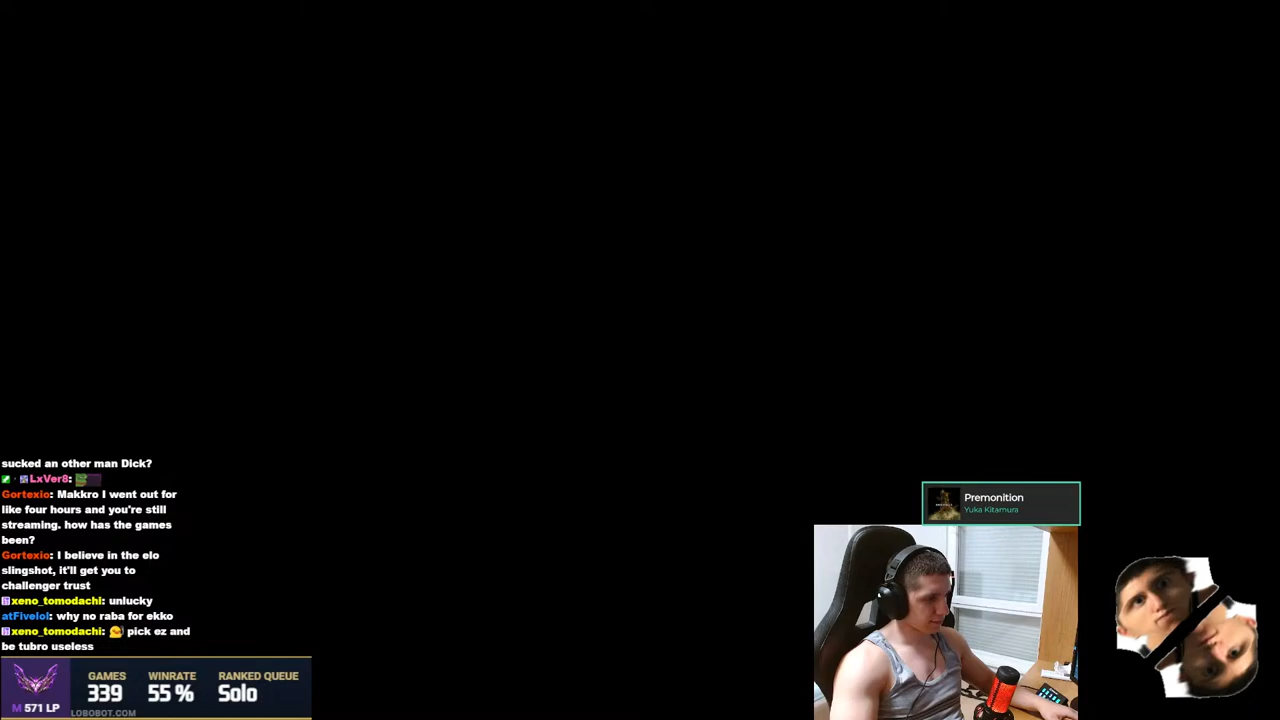 sucked an other man Dick?
LxVer8:
Gortexio: Makkro I went out for
like four hours and you're still
streaming. how has the games
been?
Gortexio: I believe in the elo
slingshot, it'll get you to
challenger trust
xeno_tomodachi: unlucky
atFivelol: why no raba for ekko
xeno_tomodachi: pick ez and
be tubro useless
Premonition
Yuka Kitamura
GAMES WINRATE RANKED QUEUE
339 55 % Solo
M 571 LP
LOBOBOT.COM